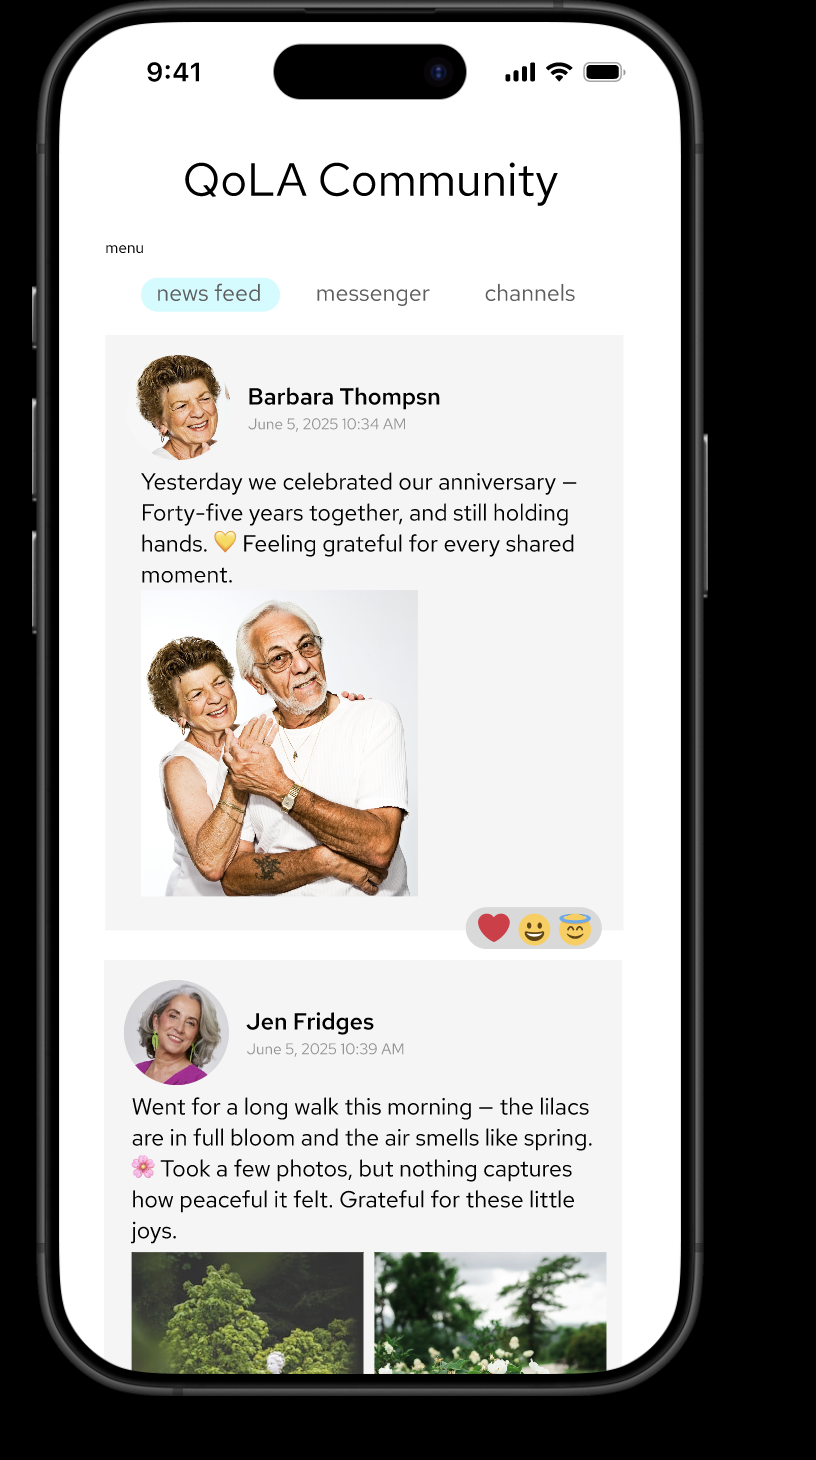 9:41
QoLA Community
menu
news feed messenger channels
Barbara Thompsn
June 5, 2025 10:34 AM
Yesterday we celebrated our anniversary —
Forty-five years together, and still holding
hands. 💛 Feeling grateful for every shared
moment.
Jen Fridges
June 5, 2025 10:39 AM
Went for a long walk this morning — the lilacs
are in full bloom and the air smells like spring.
🌸 Took a few photos, but nothing captures
how peaceful it felt. Grateful for these little
joys.